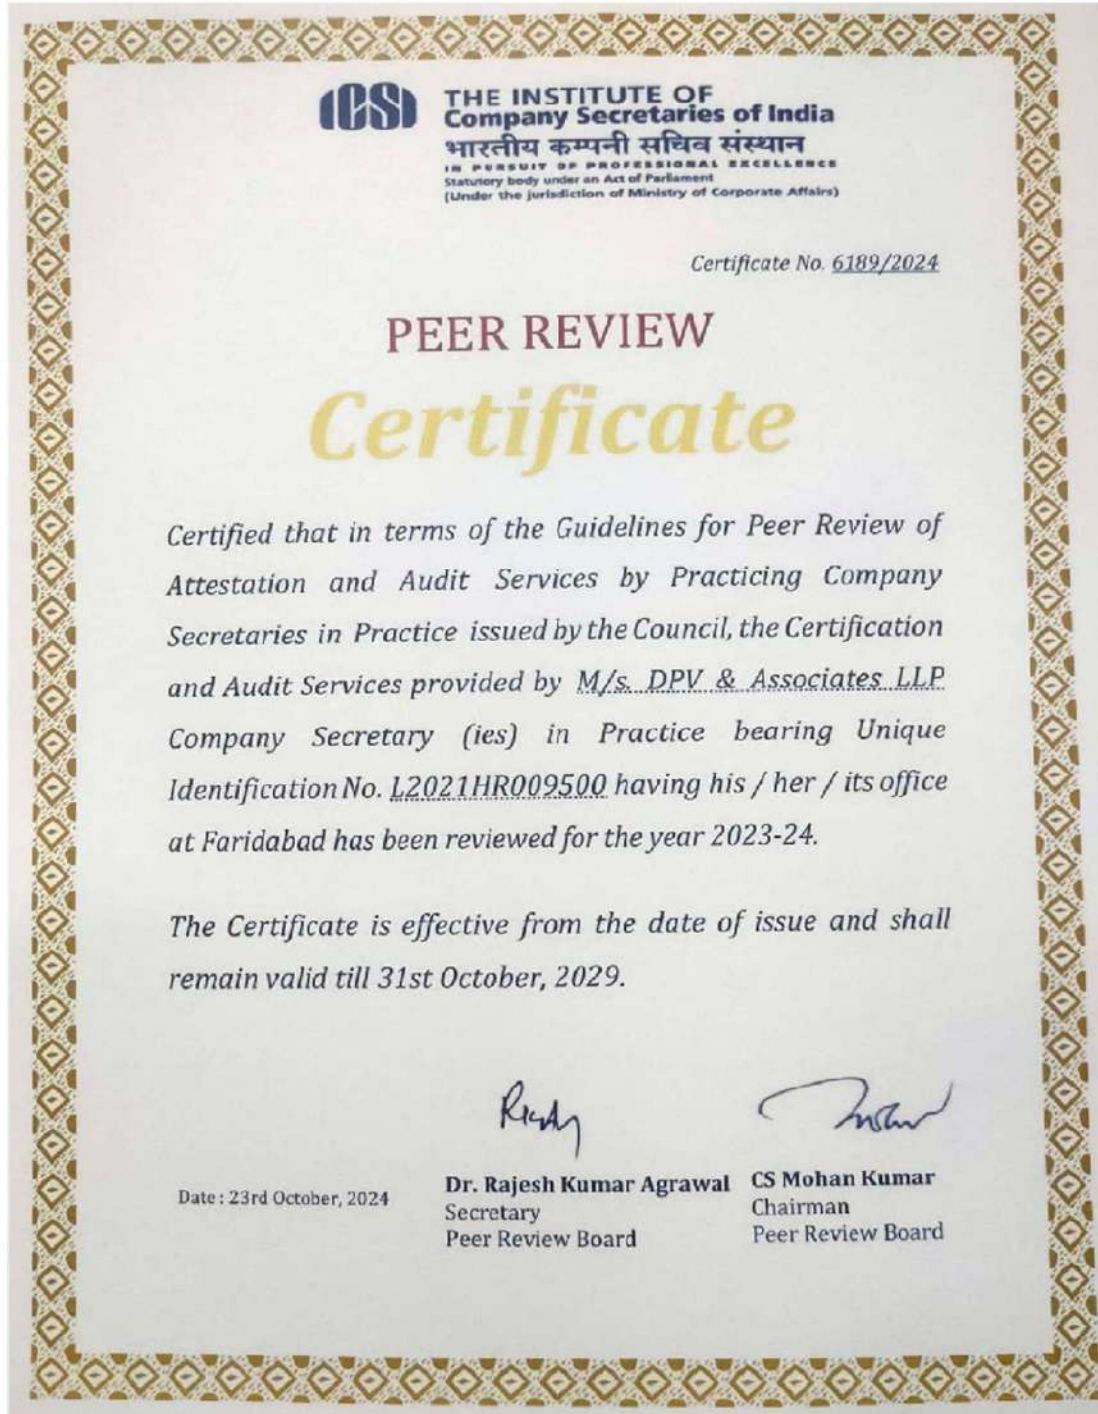 ICSI
THE INSTITUTE OF
Company Secretaries of India
भारतीय कम्पनी सचिव संस्थान
IN PURSUIT OF PROFESSIONAL EXCELLENCE
Statutory body under an Act of Parliament
(Under the jurisdiction of Ministry of Corporate Affairs)
Certificate No. 6189/2024
PEER REVIEW
Certificate
Certified that in terms of the Guidelines for Peer Review of
Attestation and Audit Services by Practicing Company
Secretaries in Practice issued by the Council, the Certification
and Audit Services provided by M/s. DPV & Associates LLP
Company Secretary (ies) in Practice bearing Unique
Identification No. L2021HR009500 having his / her / its office
at Faridabad has been reviewed for the year 2023-24.
The Certificate is effective from the date of issue and shall
remain valid till 31st October, 2029.
Date : 23rd October, 2024
Dr. Rajesh Kumar Agrawal
Secretary
Peer Review Board
CS Mohan Kumar
Chairman
Peer Review Board